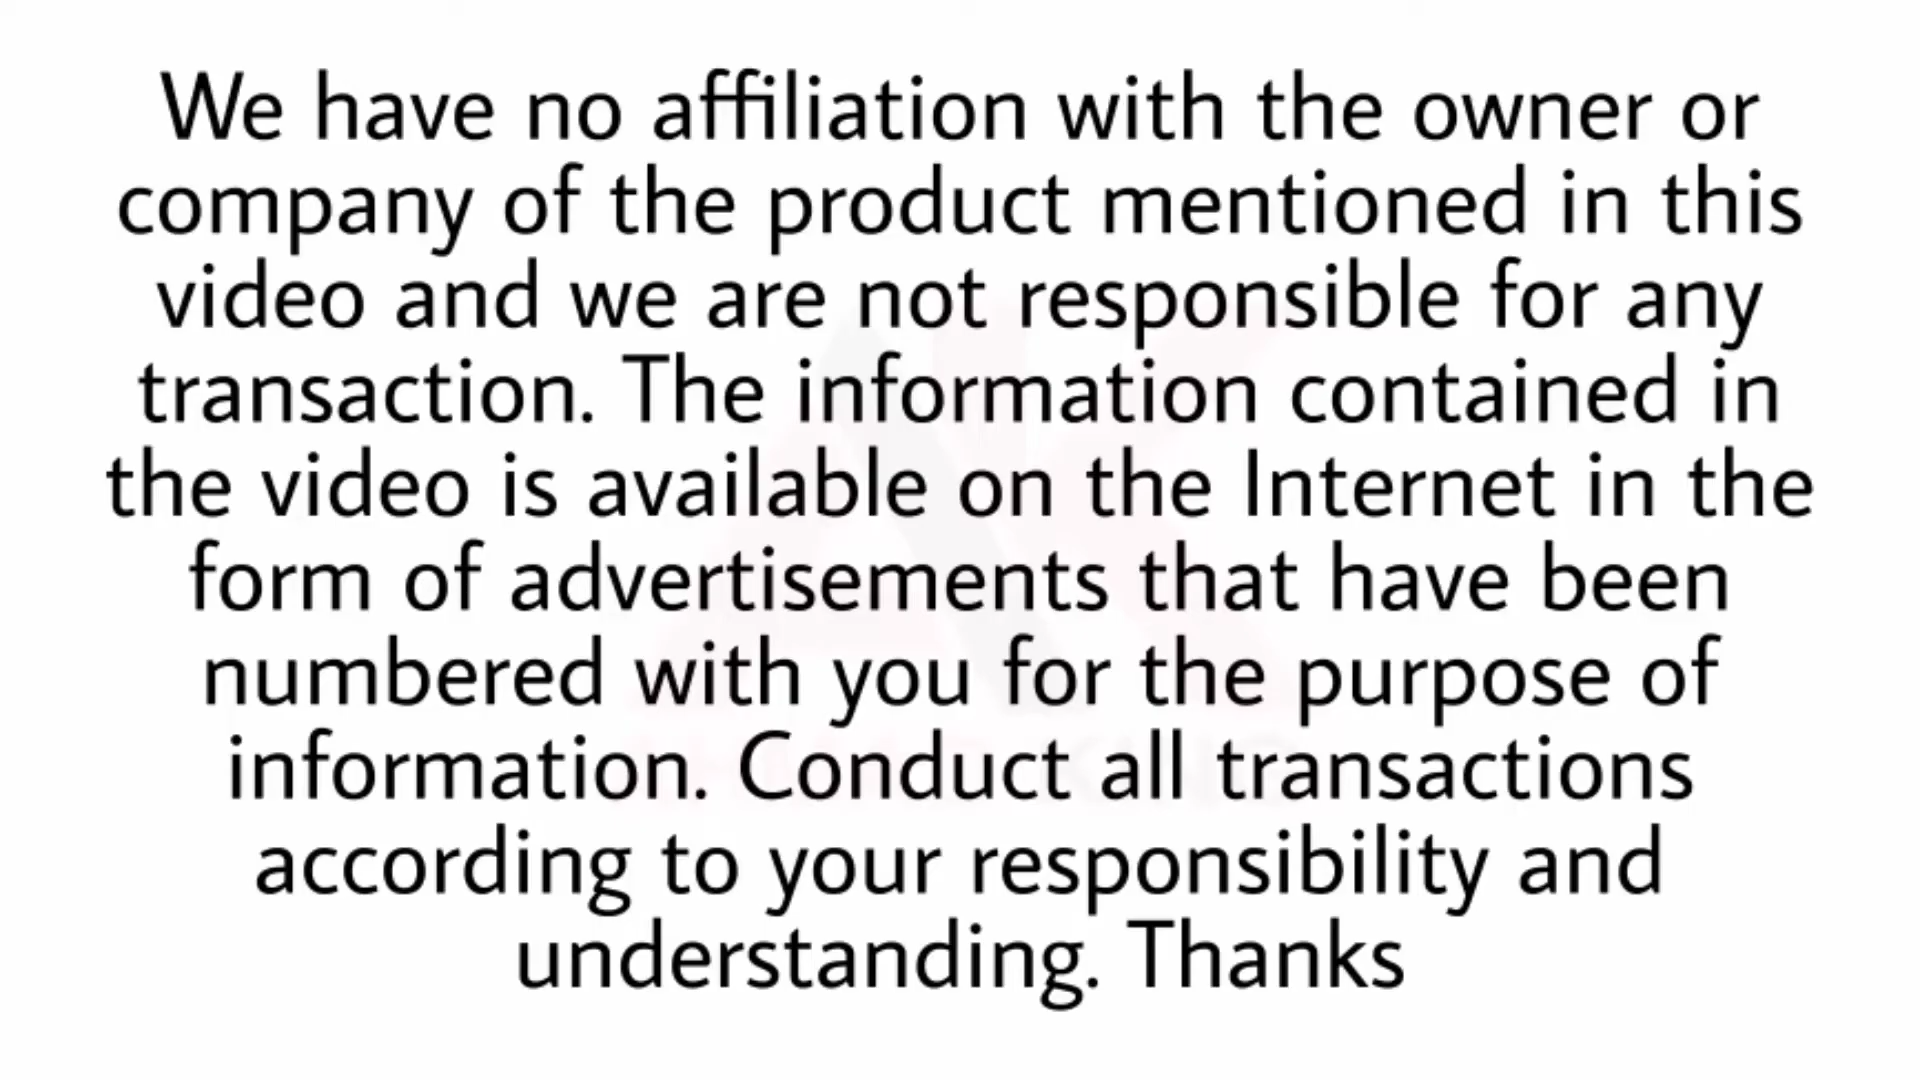 We have no affiliation with the owner or
company of the product mentioned in this
video and we are not responsible for any
transaction. The information contained in
the video is available on the Internet in the
form of advertisements that have been
numbered with you for the purpose of
information. Conduct all transactions
according to your responsibility and
understanding. Thanks